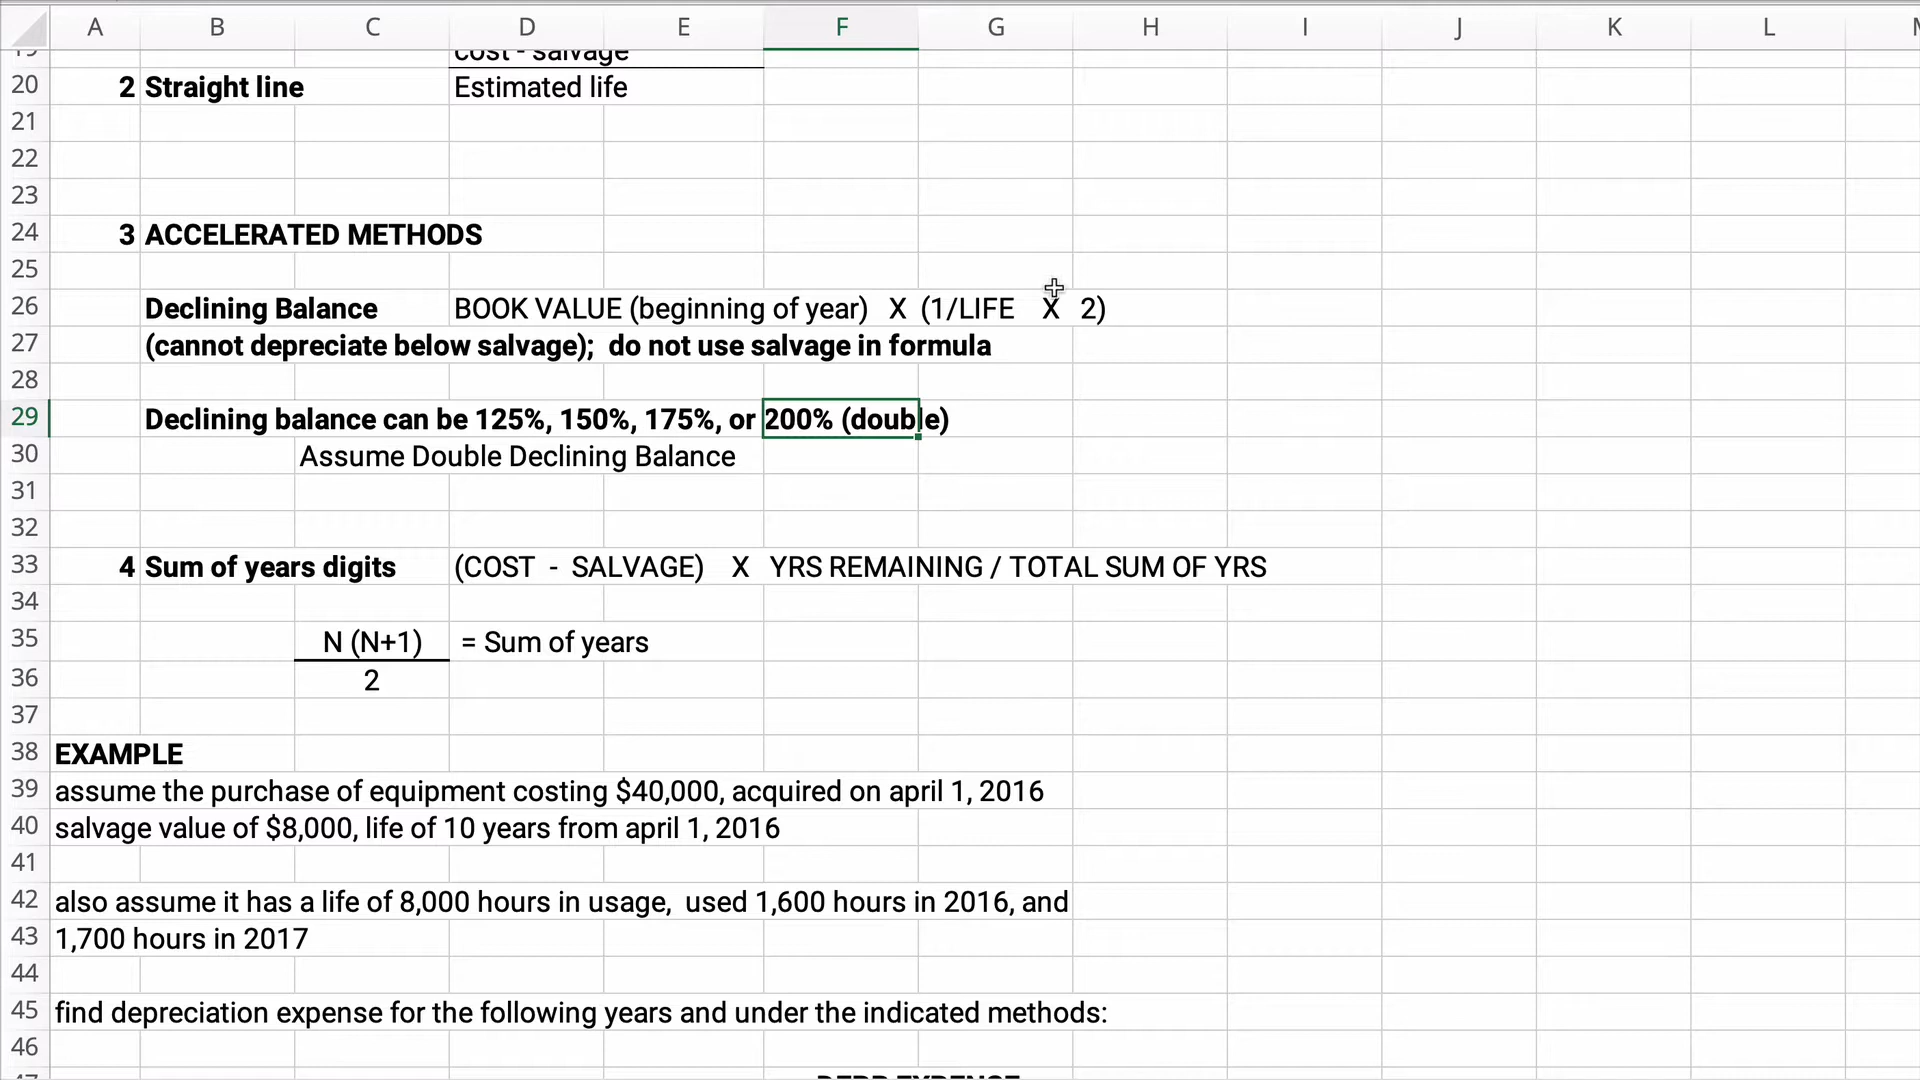 A B C D E F G H I J K L
cost - salvage
20 2 Straight line Estimated life
21
22
23
24 3 ACCELERATED METHODS
25
26 Declining Balance BOOK VALUE (beginning of year) X (1/LIFE X 2)
27 (cannot depreciate below salvage); do not use salvage in formula
28
29 Declining balance can be 125%, 150%, 175%, or 200% (double)
30 Assume Double Declining Balance
31
32
33 4 Sum of years digits (COST - SALVAGE) X YRS REMAINING / TOTAL SUM OF YRS
34
35 N (N+1) = Sum of years
36 2
37
38 EXAMPLE
39 assume the purchase of equipment costing $40,000, acquired on april 1, 2016
40 salvage value of $8,000, life of 10 years from april 1, 2016
41
42 also assume it has a life of 8,000 hours in usage, used 1,600 hours in 2016, and
43 1,700 hours in 2017
44
45 find depreciation expense for the following years and under the indicated methods:
46